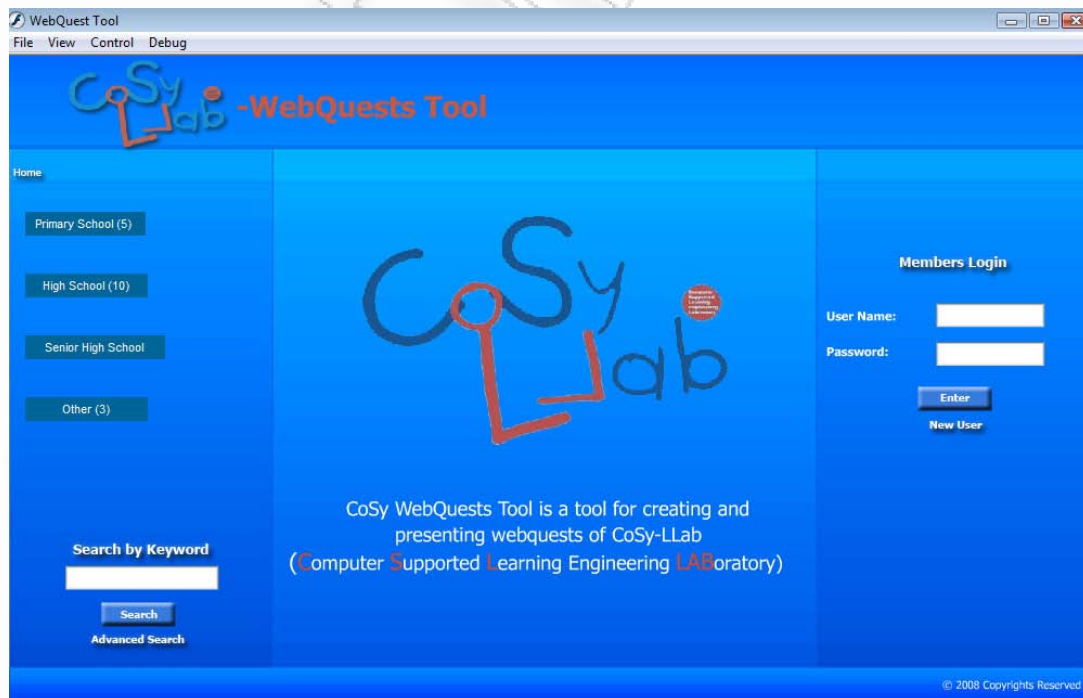 WebQuest Tool
File View Control Debug
CoSy LLab -WebQuests Tool
Home
Primary School (5)
High School (10)
Senior High School
Other (3)
Search by Keyword
Search
Advanced Search
CoSy LLab
CoSy WebQuests Tool is a tool for creating and
presenting webquests of CoSy-LLab
(Computer Supported Learning Engineering LABoratory)
Members Login
User Name:
Password:
Enter
New User
© 2008 Copyrights Reserved